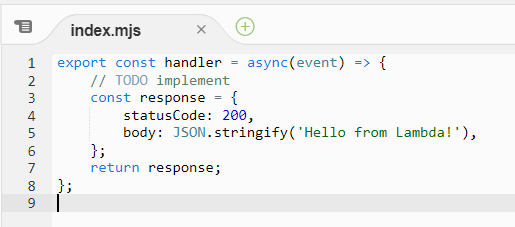 index.mjs
1 export const handler = async(event) => {
2     // TODO implement
3     const response = {
4         statusCode: 200,
5         body: JSON.stringify('Hello from Lambda!'),
6     };
7     return response;
8 };
9